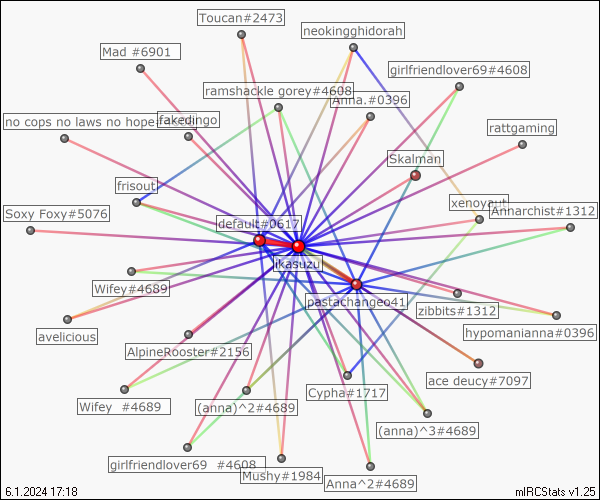 Toucan#2473
neokingghidorah
Mad #6901
girlfriendlover69#4608
ramshackle gorey#4608
Anna.#0396
no cops no laws no hope
fakedingo
rattgaming
Skalman
frisout
xenoyaut
Annarchist#1312
Soxy Foxy#5076
default#0617
ikasuzu
Wifey#4689
pastachangeo41
zibbits#1312
hypomanianna#0396
avelicious
AlpineRooster#2156
ace deucy#7097
Cypha#1717
Wifey  #4689
(anna)^2#4689
(anna)^3#4689
girlfriendlover69  #4608
Mushy#1984
Anna^2#4689
6.1.2024 17:18
mIRCStats v1.25